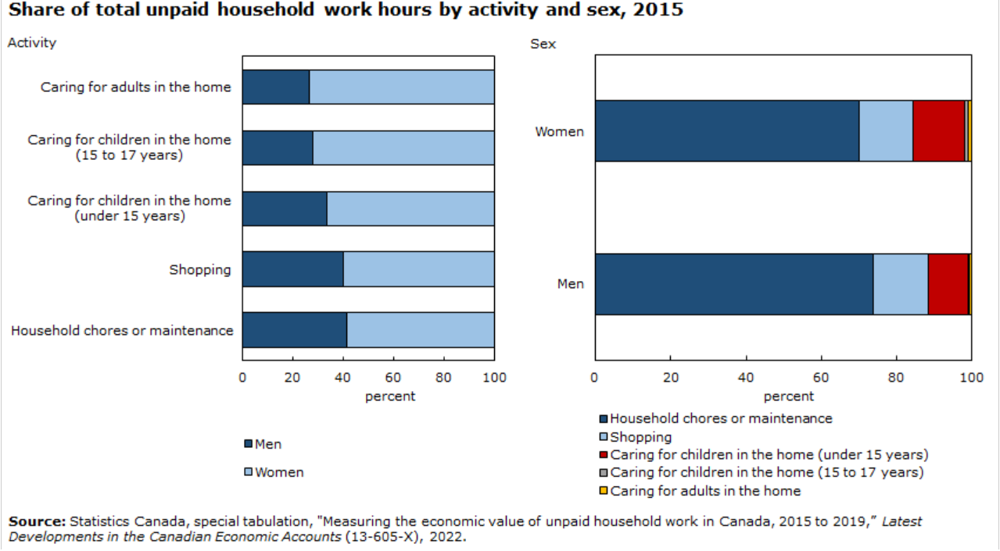 Share of total unpaid household work hours by activity and sex, 2015
Activity
Caring for adults in the home
Caring for children in the home
(15 to 17 years)
Caring for children in the home
(under 15 years)
Shopping
Household chores or maintenance
0 20 40 60 80 100
percent
Men
Women
Sex
Women
Men
0 20 40 60 80 100
percent
Household chores or maintenance
Shopping
Caring for children in the home (under 15 years)
Caring for children in the home (15 to 17 years)
Caring for adults in the home
Source: Statistics Canada, special tabulation, "Measuring the economic value of unpaid household work in Canada, 2015 to 2019,” Latest
Developments in the Canadian Economic Accounts (13-605-X), 2022.